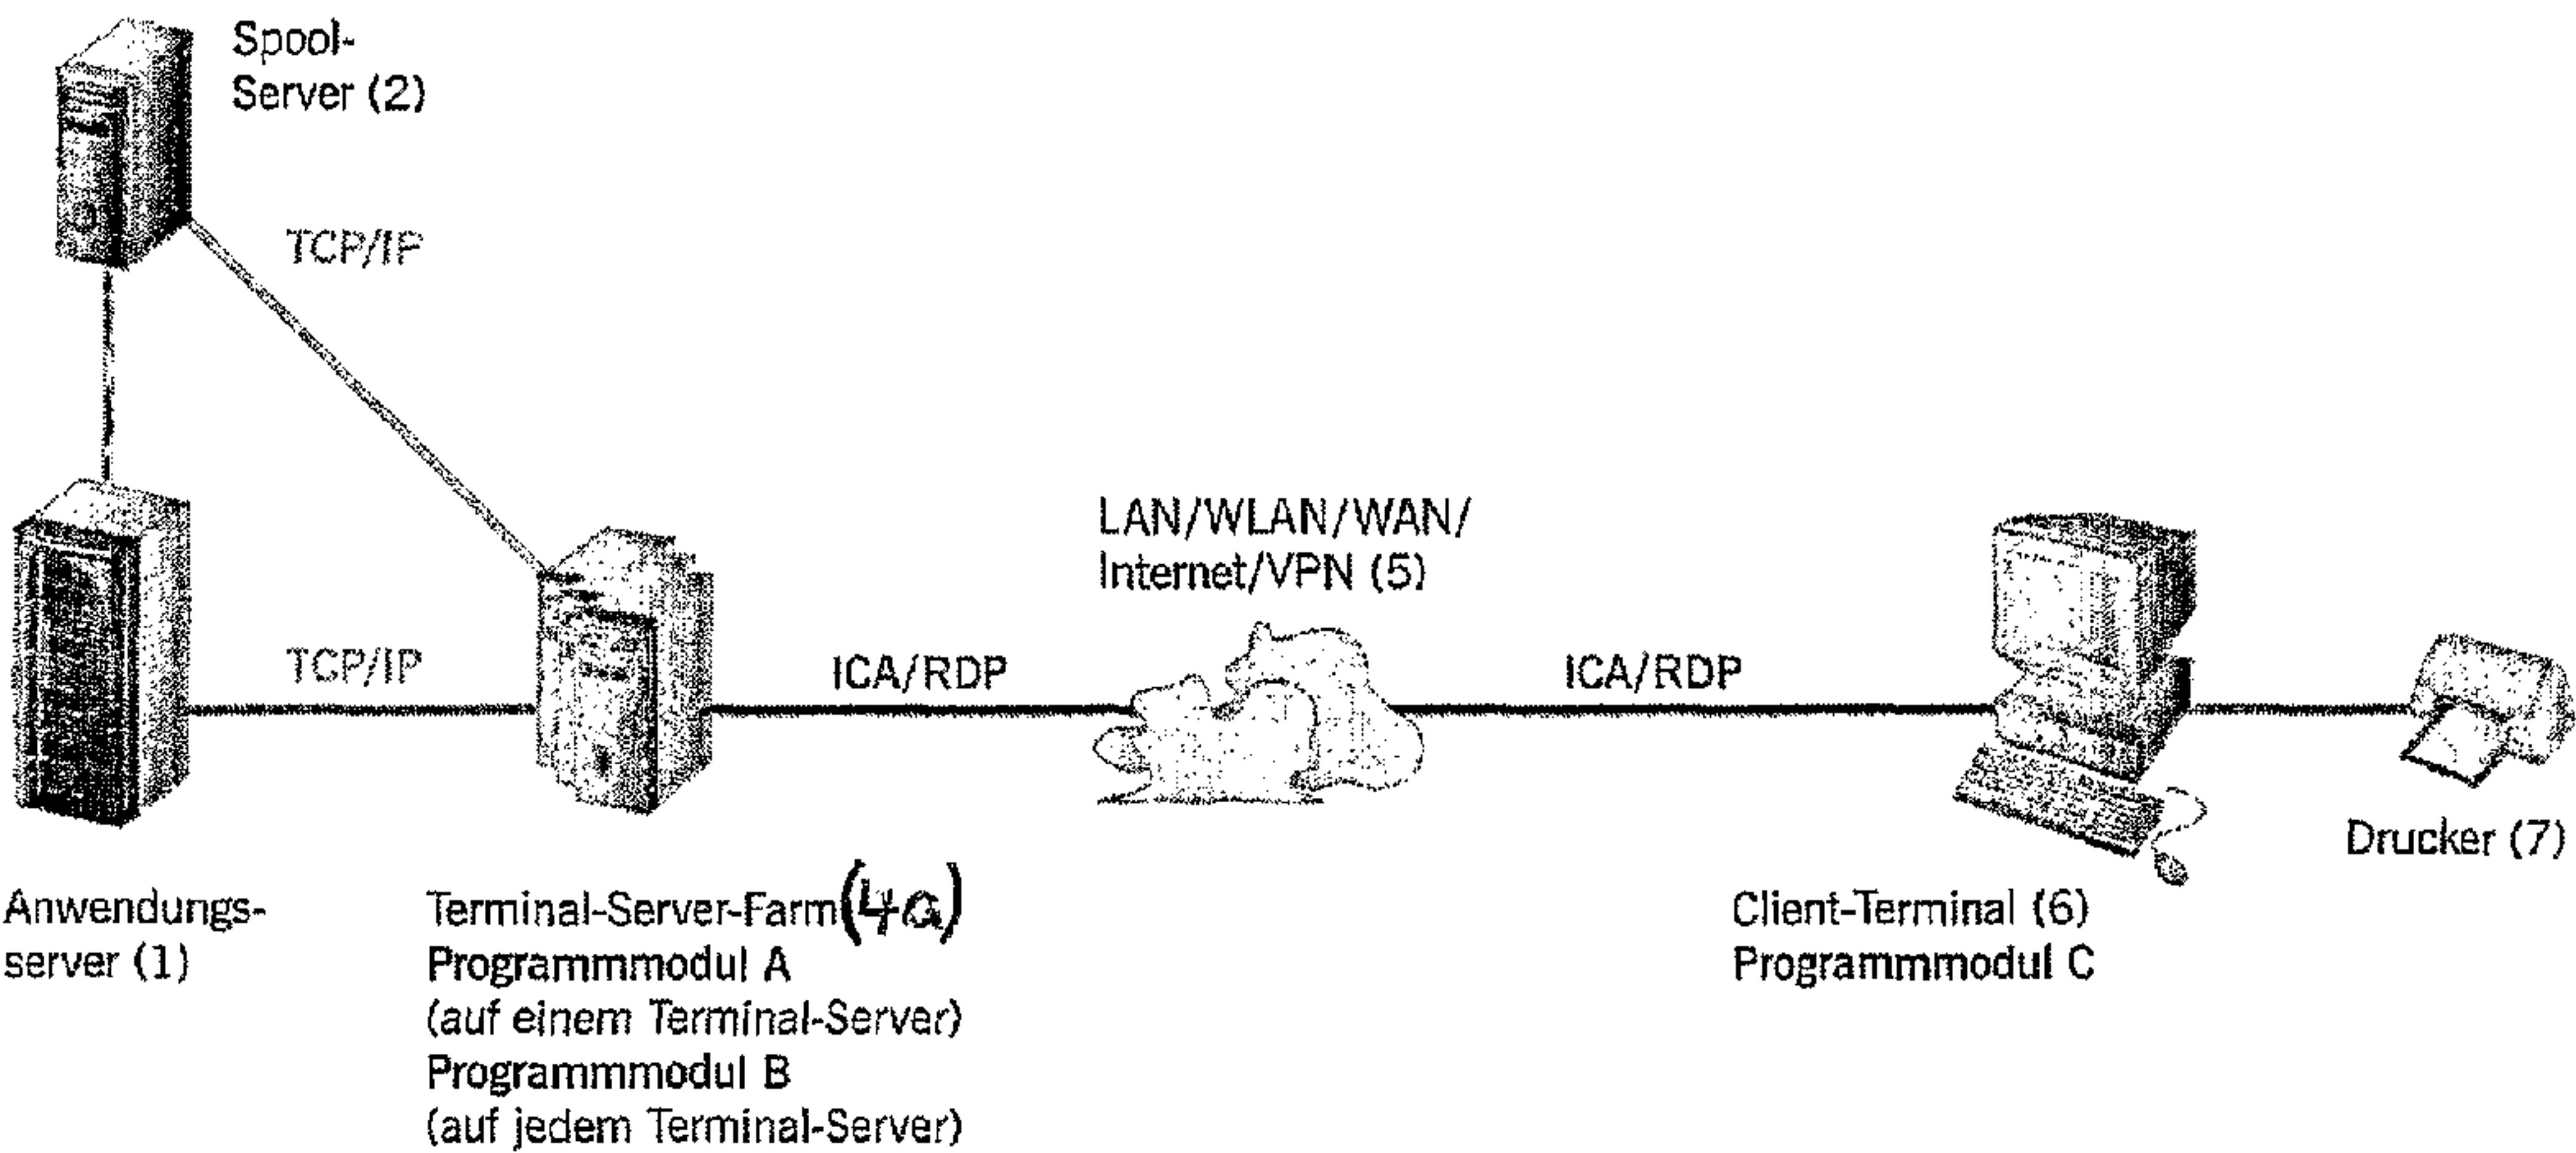 Spool-
Server (2)
TCP/IP
LAN/WLAN/WAN/
Internet/VPN (5)
TCP/IP
ICA/RDP
ICA/RDP
Drucker (7)
Anwendungs-
server (1)
Terminal-Server-Farm (4a)
Programmmodul A
(auf einem Terminal-Server)
Programmmodul B
(auf jedem Terminal-Server)
Client-Terminal (6)
Programmmodul C